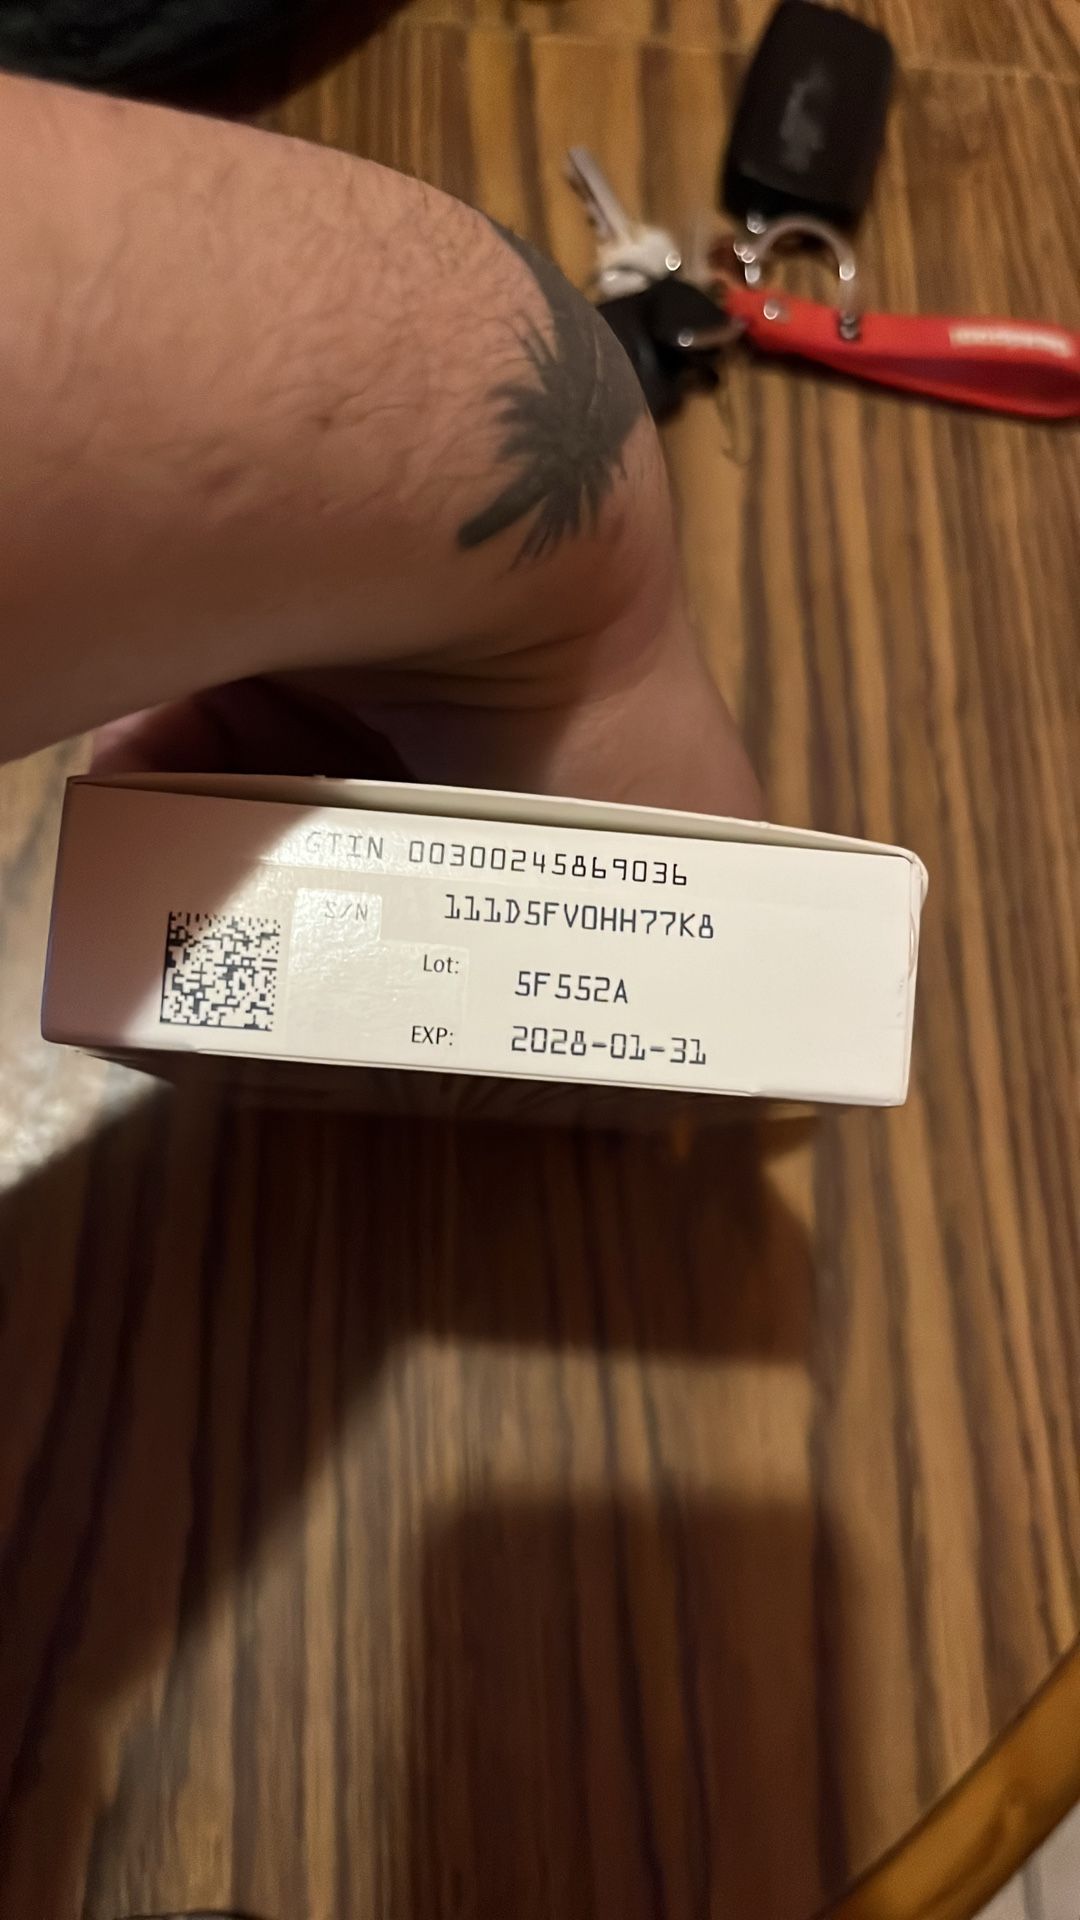 GTIN 00300245869036
S/N 111D5FV0HH77K8
Lot: 5F552A
EXP: 2028-01-31